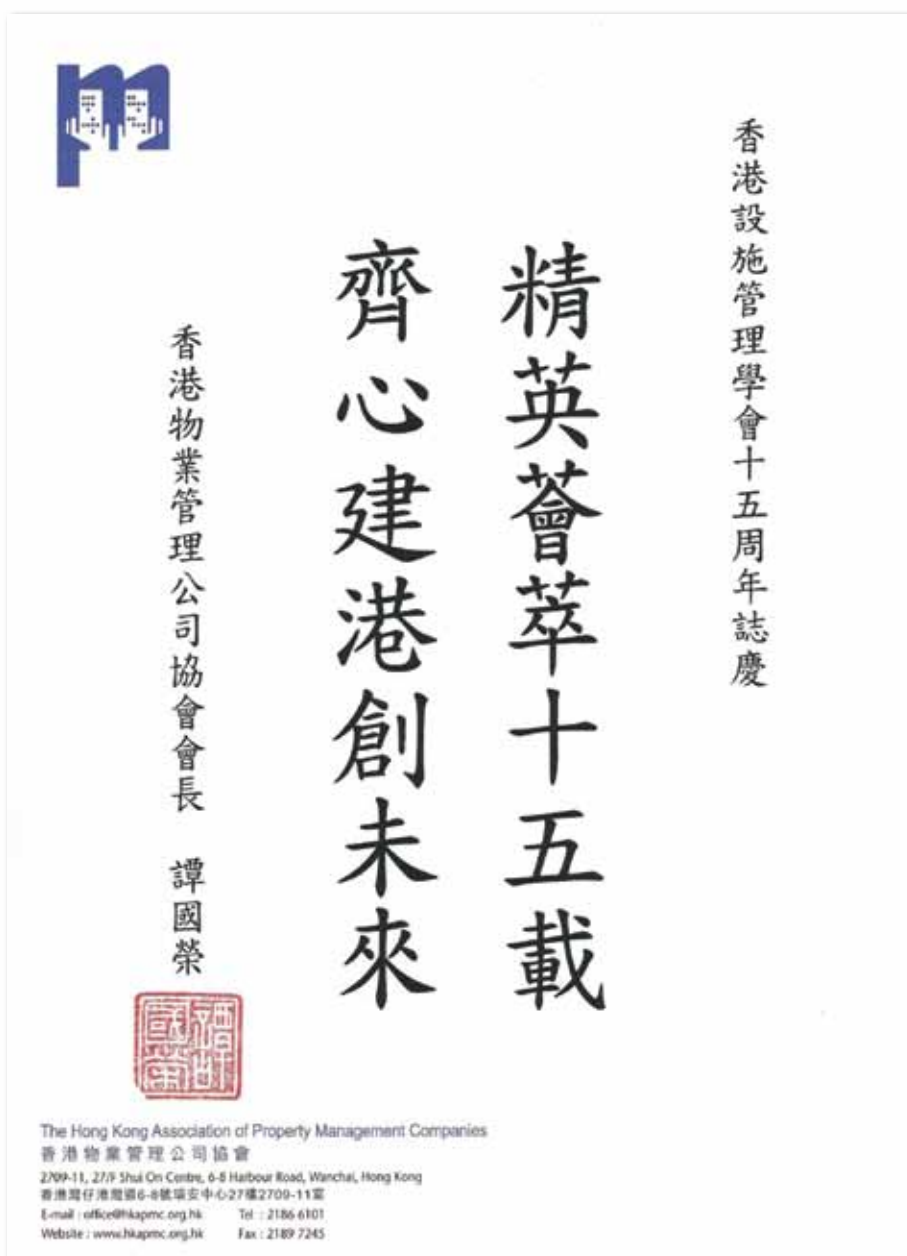 香港設施管理學會十五周年誌慶
精英薈萃十五載
齊心建港創未來
香港物業管理公司協會會長 譚國榮
The Hong Kong Association of Property Management Companies
香港物業管理公司協會
2709-11, 27/F Shui On Centre, 6-8 Harbour Road, Wanchai, Hong Kong
香港灣仔港灣道6-8號瑞安中心27樓2709-11室
E-mail : office@hkapmc.org.hk Tel : 2186 6101
Website : www.hkapmc.org.hk Fax : 2189 7245